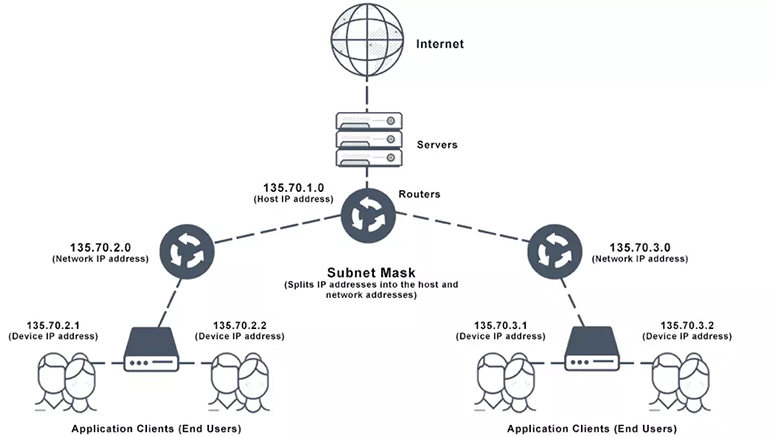 Internet
Servers
135.70.1.0
(Host IP address)
Routers
135.70.2.0
(Network IP address)
135.70.3.0
(Network IP address)
Subnet Mask
(Splits IP addresses into the host and
network addresses)
135.70.2.1
(Device IP address)
135.70.2.2
(Device IP address)
135.70.3.1
(Device IP address)
135.70.3.2
(Device IP address)
Application Clients (End Users)
Application Clients (End Users)